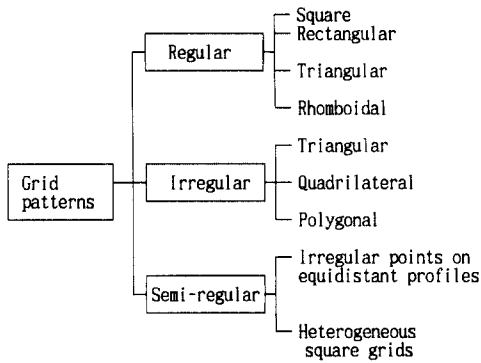 Grid
patterns
Regular
Square
Rectangular
Triangular
Rhomboidal
Irregular
Triangular
Quadrilateral
Polygonal
Semi-regular
Irregular points on
equidistant profiles
Heterogeneous
square grids